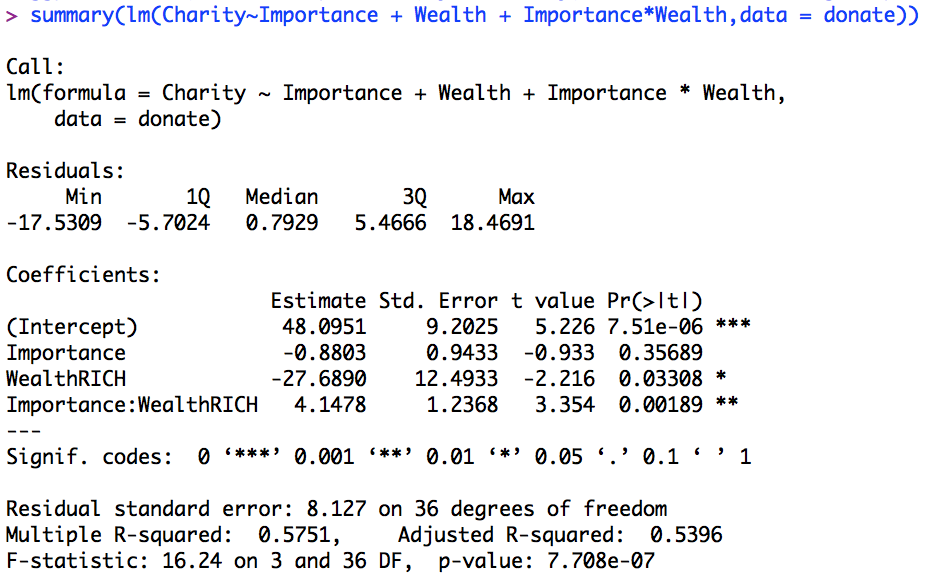 > summary(lm(Charity~Importance + Wealth + Importance*Wealth,data = donate))
Call:
lm(formula = Charity ~ Importance + Wealth + Importance * Wealth,
    data = donate)
Residuals:
     Min       1Q   Median       3Q      Max
-17.5309  -5.7024   0.7929   5.4666  18.4691
Coefficients:
                      Estimate Std. Error t value Pr(>|t|)
(Intercept)            48.0951     9.2025   5.226 7.51e-06 ***
Importance             -0.8803     0.9433  -0.933  0.35689
WealthRICH            -27.6890    12.4933  -2.216  0.03308 *
Importance:WealthRICH   4.1478     1.2368   3.354  0.00189 **
---
Signif. codes:  0 ‘***’ 0.001 ‘**’ 0.01 ‘*’ 0.05 ‘.’ 0.1 ‘ ’ 1
Residual standard error: 8.127 on 36 degrees of freedom
Multiple R-squared:  0.5751,	Adjusted R-squared:  0.5396
F-statistic: 16.24 on 3 and 36 DF,  p-value: 7.708e-07